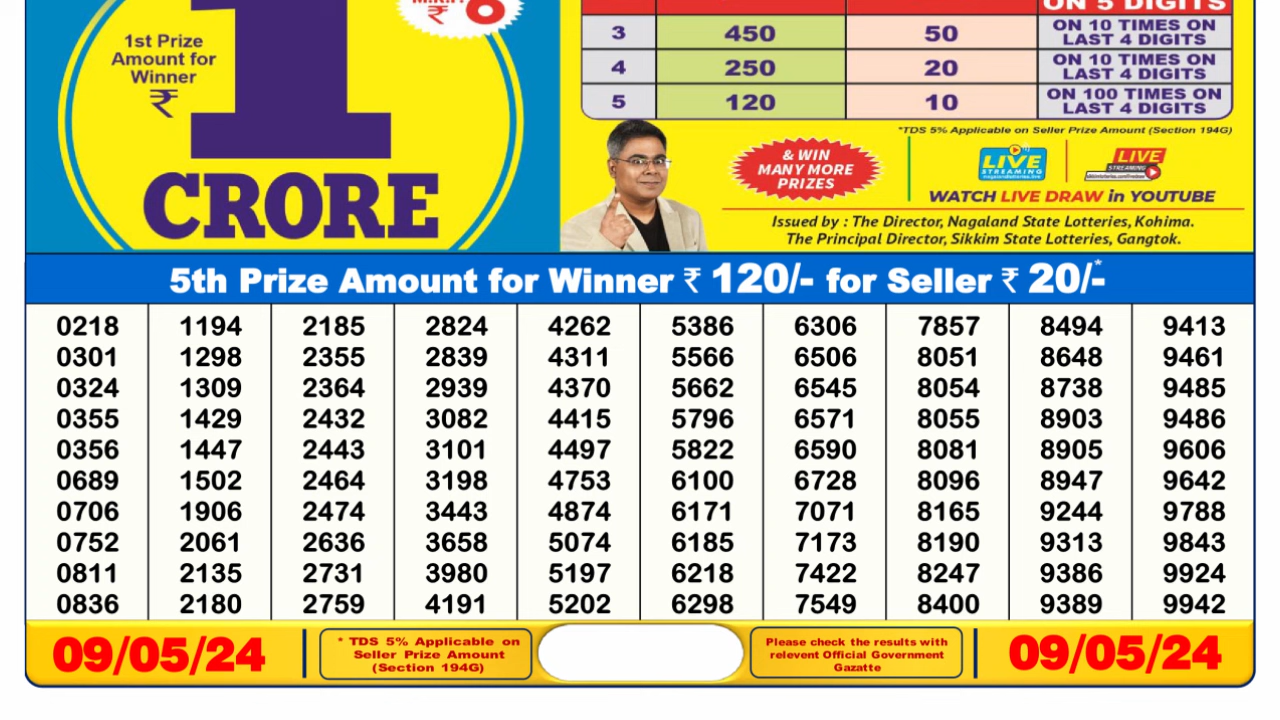 M.R.P. ₹ 6
1st Prize
Amount for
Winner
₹
1
CRORE
ON 5 DIGITS
3 450 50 ON 10 TIMES ON LAST 4 DIGITS
4 250 20 ON 10 TIMES ON LAST 4 DIGITS
5 120 10 ON 100 TIMES ON LAST 4 DIGITS
*TDS 5% Applicable on Seller Prize Amount (Section 194G)
& WIN
MANY MORE
PRIZES
LIVE
STREAMING
LIVE
STREAMING
WATCH LIVE DRAW in YOUTUBE
Issued by : The Director, Nagaland State Lotteries, Kohima.
The Principal Director, Sikkim State Lotteries, Gangtok.
5th Prize Amount for Winner ₹ 120/- for Seller ₹ 20/-*
0218 1194 2185 2824 4262 5386 6306 7857 8494 9413
0301 1298 2355 2839 4311 5566 6506 8051 8648 9461
0324 1309 2364 2939 4370 5662 6545 8054 8738 9485
0355 1429 2432 3082 4415 5796 6571 8055 8903 9486
0356 1447 2443 3101 4497 5822 6590 8081 8905 9606
0689 1502 2464 3198 4753 6100 6728 8096 8947 9642
0706 1906 2474 3443 4874 6171 7071 8165 9244 9788
0752 2061 2636 3658 5074 6185 7173 8190 9313 9843
0811 2135 2731 3980 5197 6218 7422 8247 9386 9924
0836 2180 2759 4191 5202 6298 7549 8400 9389 9942
09/05/24
* TDS 5% Applicable on
Seller Prize Amount
(Section 194G)
Please check the results with
relevent Official Government
Gazatte
09/05/24